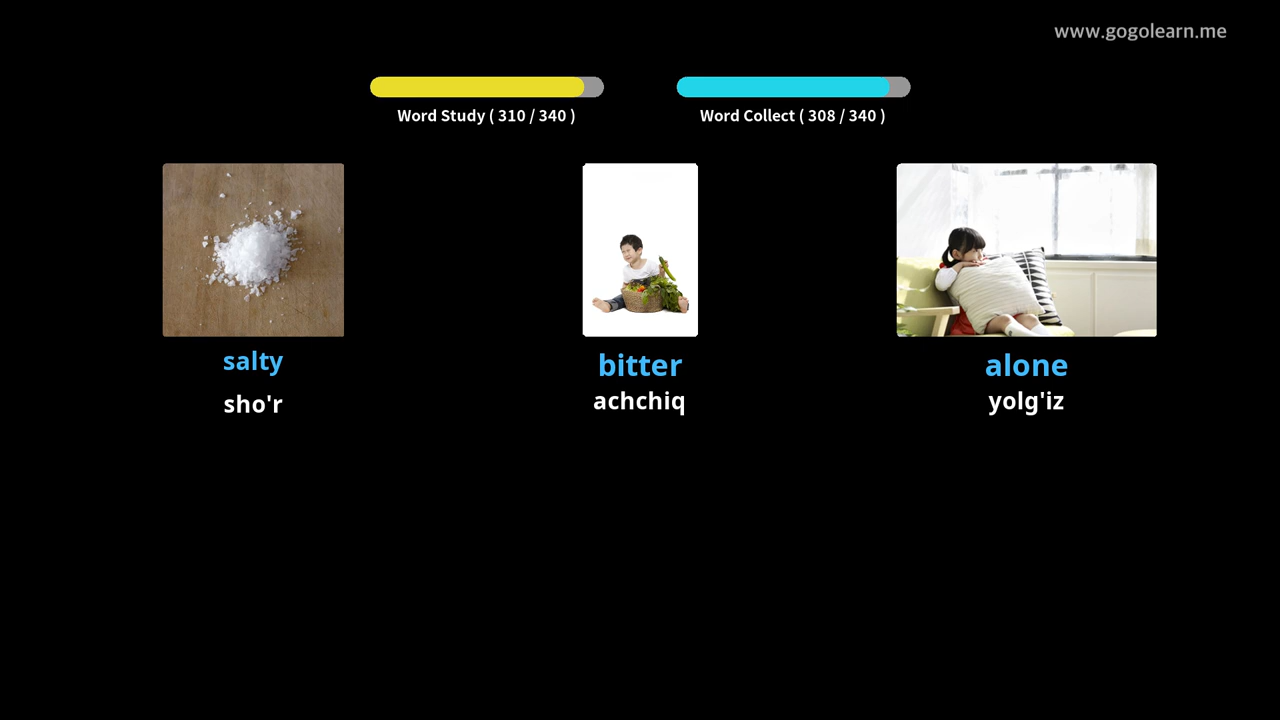 www.gogolearn.me
Word Study ( 310 / 340 )
Word Collect ( 308 / 340 )
salty
bitter
alone
sho'r
achchiq
yolg'iz